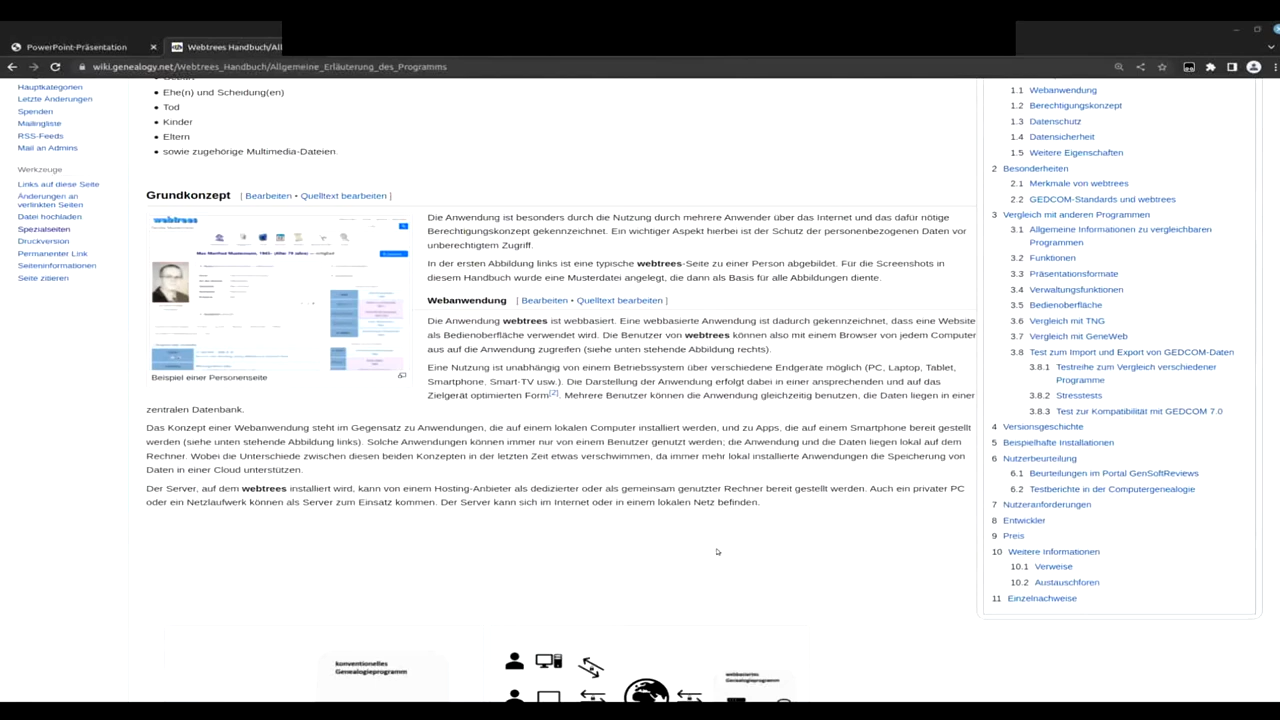 PowerPoint-Präsentation
Webtrees Handbuch/All
wiki.genealogy.net/Webtrees_Handbuch/Allgemeine_Erläuterung_des_Programms
Hauptkategorien
Letzte Änderungen
Spenden
Mailingliste
RSS-Feeds
Mail an Admins
Werkzeuge
Links auf diese Seite
Änderungen an
verlinkten Seiten
Datei hochladen
Spezialseiten
Druckversion
Permanenter Link
Seiteninformationen
Seite zitieren
• Ehe(n) und Scheidung(en)
• Tod
• Kinder
• Eltern
• sowie zugehörige Multimedia-Dateien.
Grundkonzept [ Bearbeiten • Quelltext bearbeiten ]
webtrees
Beispiel einer Personenseite
Die Anwendung ist besonders durch die Nutzung durch mehrere Anwender über das Internet und das dafür nötige
Berechtigungskonzept gekennzeichnet. Ein wichtiger Aspekt hierbei ist der Schutz der personenbezogenen Daten vor
unberechtigtem Zugriff.
In der ersten Abbildung links ist eine typische webtrees-Seite zu einer Person abgebildet. Für die Screenshots in
diesem Handbuch wurde eine Musterdatei angelegt, die dann als Basis für alle Abbildungen diente.
Webanwendung [ Bearbeiten • Quelltext bearbeiten ]
Die Anwendung webtrees ist webbasiert. Eine webbasierte Anwendung ist dadurch gekennzeichnet, dass eine Website
als Bedienoberfläche verwendet wird. Die Benutzer von webtrees können also mit einem Browser von jedem Computer
aus auf die Anwendung zugreifen (siehe unten stehende Abbildung rechts).
Eine Nutzung ist unabhängig von einem Betriebssystem über verschiedene Endgeräte möglich (PC, Laptop, Tablet,
Smartphone, Smart-TV usw.). Die Darstellung der Anwendung erfolgt dabei in einer ansprechenden und auf das
Zielgerät optimierten Form[2]. Mehrere Benutzer können die Anwendung gleichzeitig benutzen, die Daten liegen in einer
zentralen Datenbank.
Das Konzept einer Webanwendung steht im Gegensatz zu Anwendungen, die auf einem lokalen Computer installiert werden, und zu Apps, die auf einem Smartphone bereit gestellt
werden (siehe unten stehende Abbildung links). Solche Anwendungen können immer nur von einem Benutzer genutzt werden; die Anwendung und die Daten liegen lokal auf dem
Rechner. Wobei die Unterschiede zwischen diesen beiden Konzepten in der letzten Zeit etwas verschwimmen, da immer mehr lokal installierte Anwendungen die Speicherung von
Daten in einer Cloud unterstützen.
Der Server, auf dem webtrees installiert wird, kann von einem Hosting-Anbieter als dedizierter oder als gemeinsam genutzter Rechner bereit gestellt werden. Auch ein privater PC
oder ein Netzlaufwerk können als Server zum Einsatz kommen. Der Server kann sich im Internet oder in einem lokalen Netz befinden.
konventionelles
Genealogieprogramm
webbasiertes
Genealogieprogramm
1.1 Webanwendung
1.2 Berechtigungskonzept
1.3 Datenschutz
1.4 Datensicherheit
1.5 Weitere Eigenschaften
2 Besonderheiten
2.1 Merkmale von webtrees
2.2 GEDCOM-Standards und webtrees
3 Vergleich mit anderen Programmen
3.1 Allgemeine Informationen zu vergleichbaren
Programmen
3.2 Funktionen
3.3 Präsentationsformate
3.4 Verwaltungsfunktionen
3.5 Bedienoberfläche
3.6 Vergleich mit TNG
3.7 Vergleich mit GeneWeb
3.8 Test zum Import und Export von GEDCOM-Daten
3.8.1 Testreihe zum Vergleich verschiedener
Programme
3.8.2 Stresstests
3.8.3 Test zur Kompatibilität mit GEDCOM 7.0
4 Versionsgeschichte
5 Beispielhafte Installationen
6 Nutzerbeurteilung
6.1 Beurteilungen im Portal GenSoftReviews
6.2 Testberichte in der Computergenealogie
7 Nutzeranforderungen
8 Entwickler
9 Preis
10 Weitere Informationen
10.1 Verweise
10.2 Austauschforen
11 Einzelnachweise